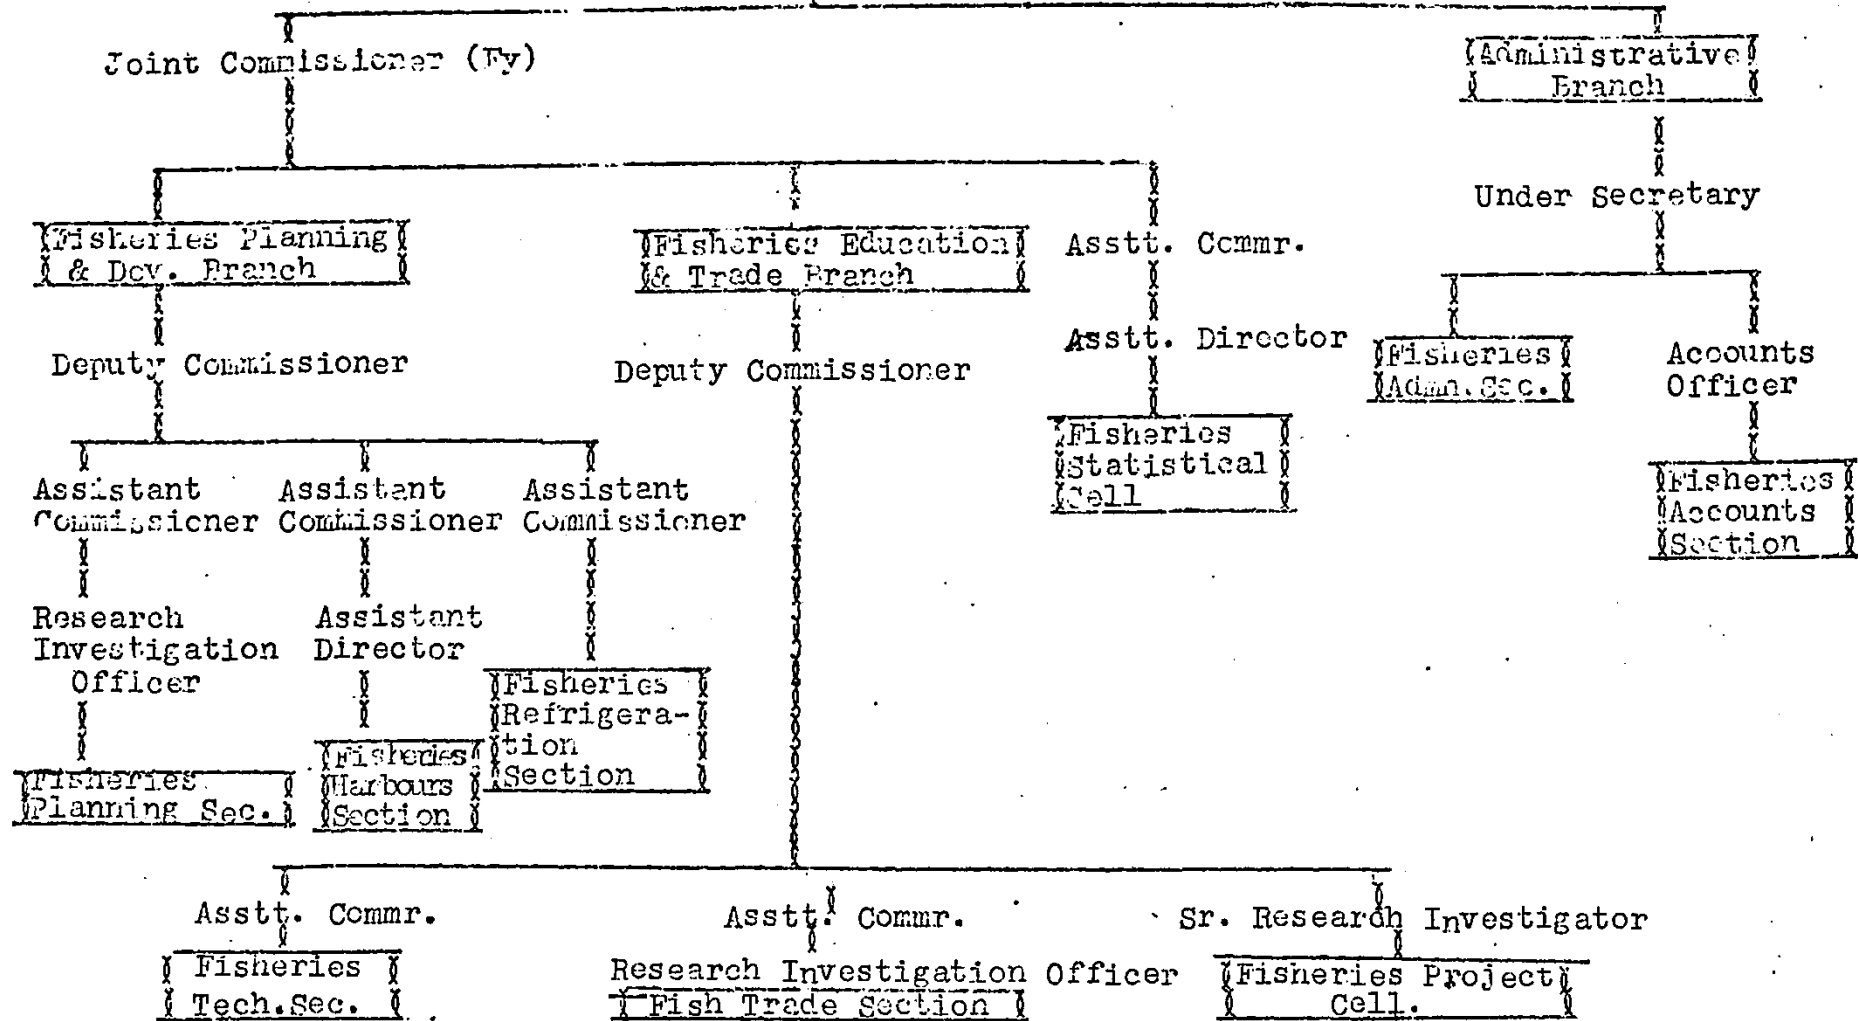 Joint Commissioner (Fy)
Administrative
Branch
Under Secretary
Fisheries Planning
& Dev. Branch
Fisheries Education
& Trade Branch
Asstt. Commr.
Asstt. Director
Deputy Commissioner
Deputy Commissioner
Fisheries
Admn.Sec.
Accounts
Officer
Fisheries
Statistical
Cell
Fisheries
Accounts
Section
Assistant
Commissioner
Assistant
Commissioner
Assistant
Commissioner
Research
Investigation
Officer
Assistant
Director
Fisheries
Refrigera-
tion
Section
Fisheries
Planning Sec.
Fisheries
Harbours
Section
Asstt. Commr.
Fisheries
Tech.Sec.
Asstt. Commr.
Research Investigation Officer
Fish Trade Section
Sr. Research Investigator
Fisheries Project
Cell.